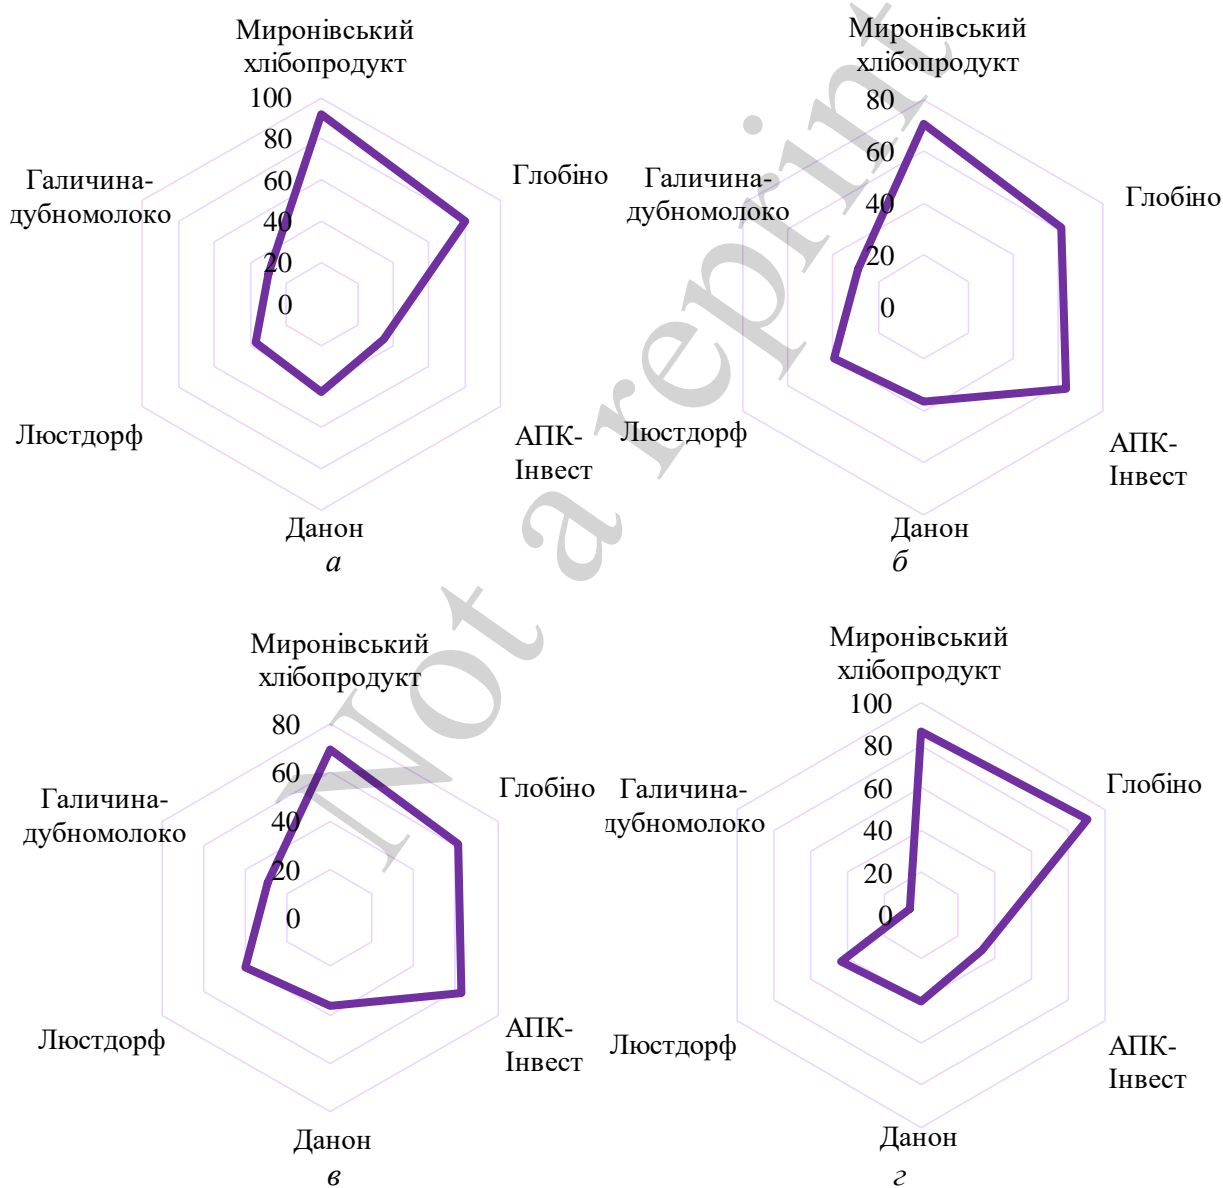 Миронівський
хлібопродукт
100
80
60
40
20
0
Глобіно
АПК-
Інвест
Данон
Люстдорф
Галичина-
дубномолоко
а
Миронівський
хлібопродукт
80
60
40
20
0
Глобіно
АПК-
Інвест
Данон
Люстдорф
Галичина-
дубномолоко
б
Миронівський
хлібопродукт
80
60
40
20
0
Глобіно
АПК-
Інвест
Данон
Люстдорф
Галичина-
дубномолоко
в
Миронівський
хлібопродукт
100
80
60
40
20
0
Глобіно
АПК-
Інвест
Данон
Люстдорф
Галичина-
дубномолоко
г
Not a reprint